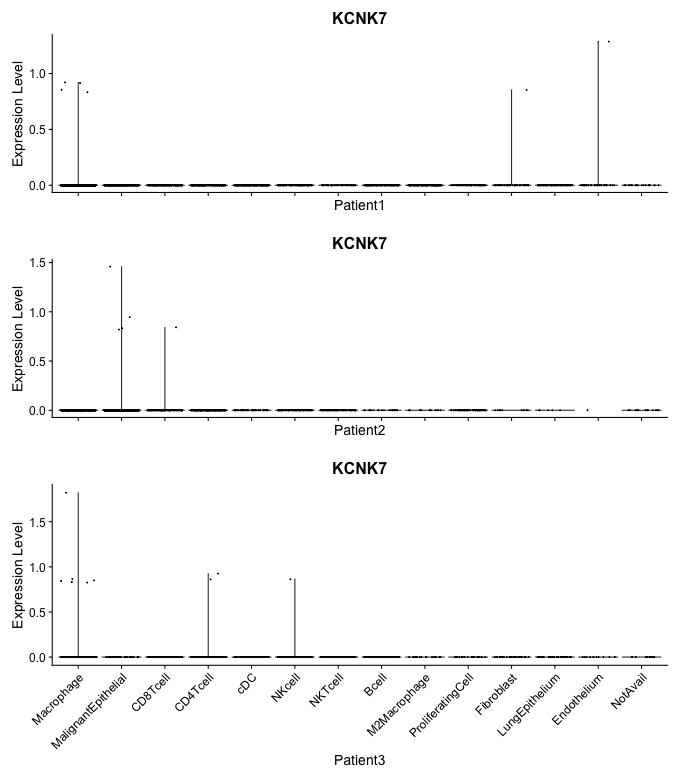 KCNK7
Expression Level
1.0
0.5
0.0
Patient1
KCNK7
Expression Level
1.5
1.0
0.5
0.0
Patient2
KCNK7
Expression Level
1.5
1.0
0.5
0.0
Macrophage
MalignantEpithelial
CD8Tcell
CD4Tcell
cDC
NKcell
NKTcell
Bcell
M2Macrophage
ProliferatingCell
Fibroblast
LungEpithelium
Endothelium
NotAvail
Patient3